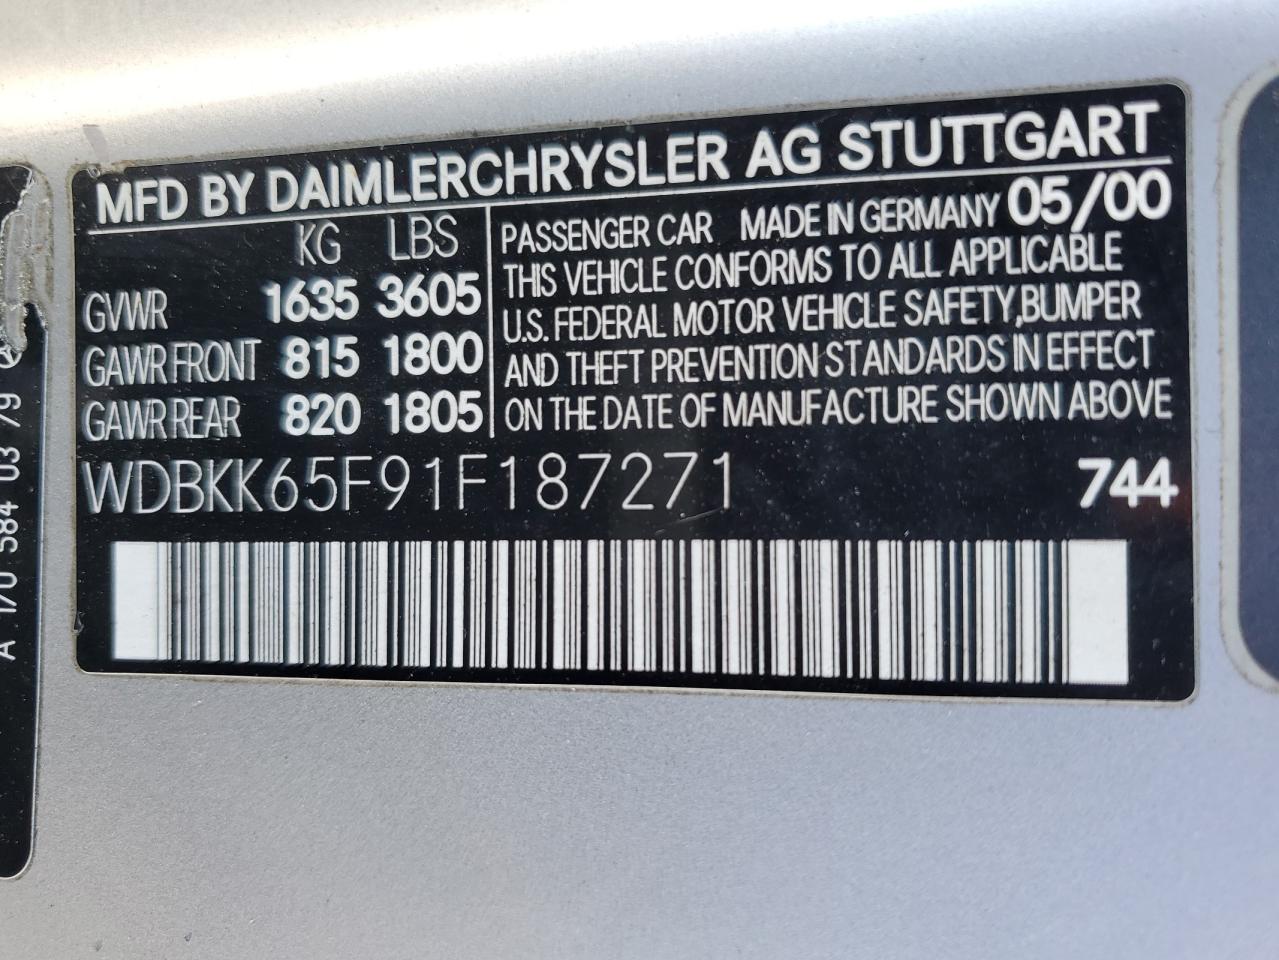 MFD BY DAIMLERCHRYSLER AG STUTTGART
KG LBS
GVWR 1635 3605
GAWR FRONT 815 1800
GAWR REAR 820 1805
PASSENGER CAR MADE IN GERMANY 05/00
THIS VEHICLE CONFORMS TO ALL APPLICABLE
U.S. FEDERAL MOTOR VEHICLE SAFETY,BUMPER
AND THEFT PREVENTION STANDARDS IN EFFECT
ON THE DATE OF MANUFACTURE SHOWN ABOVE
WDBKK65F91F187271 744
A 170 584 03 79